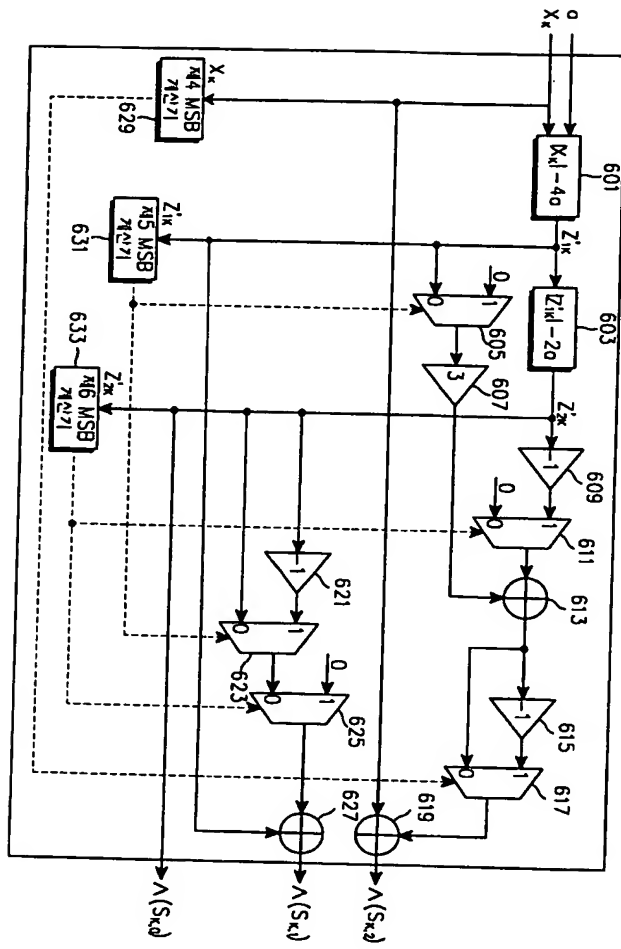 a
X_K
|X_K|-4a
601
Z'_1K
|Z'_1K|-2a
603
Z'_2K
-1
609
0
1
0
605
3
607
0
1
0
611
613
-1
615
1
0
617
X_K
제4 MSB
계산기
629
Z'_1K
제5 MSB
계산기
631
Z'_2K
제6 MSB
계산기
633
-1
621
1
0
623
0
1
0
625
627
619
Λ(S_K,2)
Λ(S_K,1)
Λ(S_K,0)